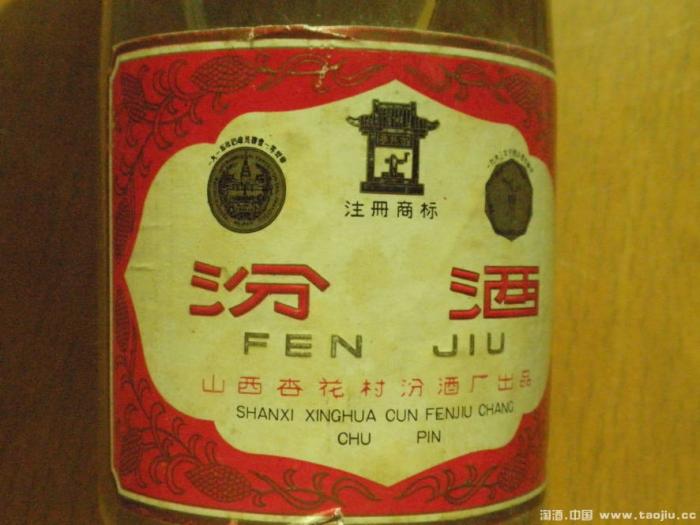 注册商标
汾 酒
FEN JIU
山西杏花村汾酒厂出品
SHANXI XINGHUA CUN FENJIU CHANG
CHU PIN
淘酒.中国 www.taojiu.cc